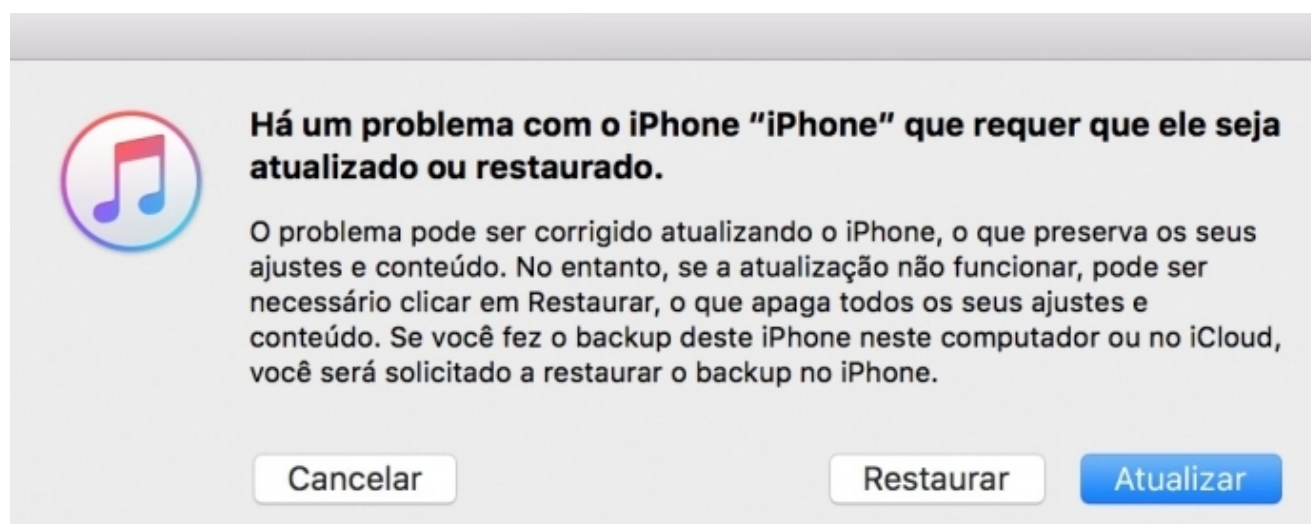 Há um problema com o iPhone “iPhone” que requer que ele seja
atualizado ou restaurado.
O problema pode ser corrigido atualizando o iPhone, o que preserva os seus
ajustes e conteúdo. No entanto, se a atualização não funcionar, pode ser
necessário clicar em Restaurar, o que apaga todos os seus ajustes e
conteúdo. Se você fez o backup deste iPhone neste computador ou no iCloud,
você será solicitado a restaurar o backup no iPhone.
Cancelar Restaurar Atualizar